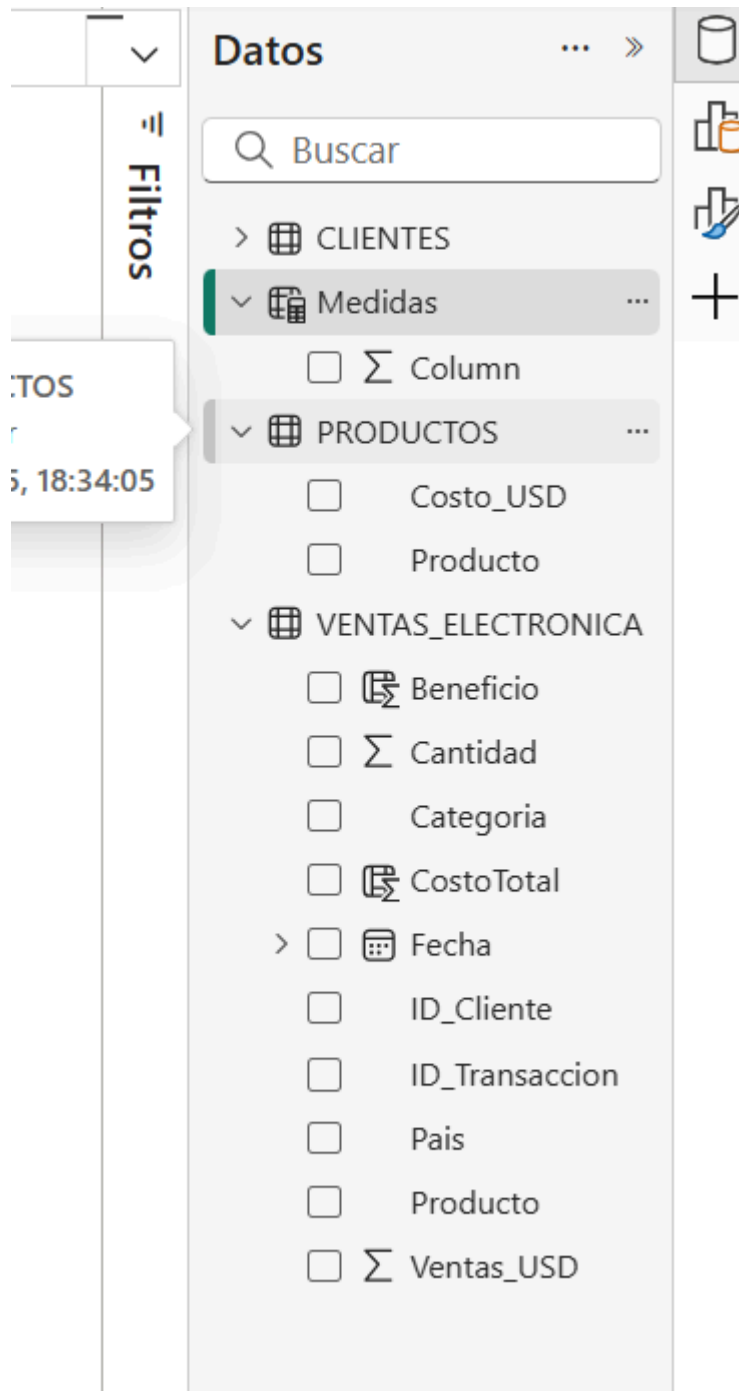 Datos
Buscar
Filtros
CLIENTES
Medidas
Column
TOS
r
5, 18:34:05
PRODUCTOS
Costo_USD
Producto
VENTAS_ELECTRONICA
Beneficio
Cantidad
Categoria
CostoTotal
Fecha
ID_Cliente
ID_Transaccion
Pais
Producto
Ventas_USD